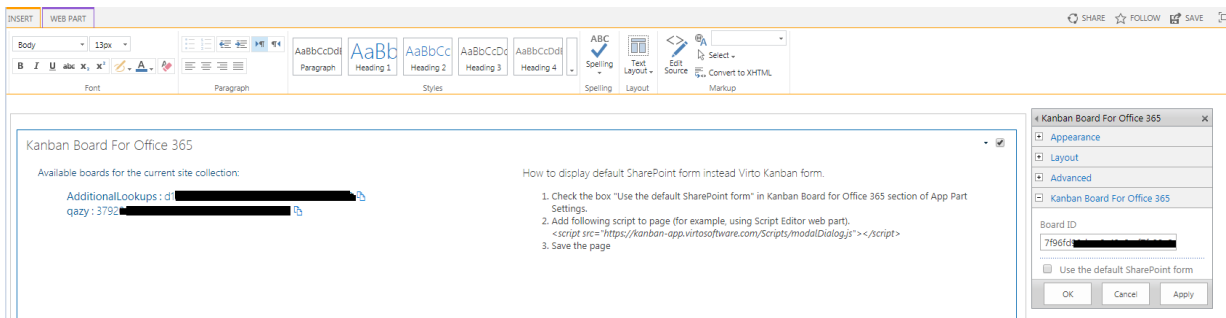 INSERT WEB PART SHARE FOLLOW SAVE
Body 13px
B I U abc x₂ x² A
Font
Paragraph
AaBbCcDdI AaBb AaBbCc AaBbCcDc AaBbCcDdI
Paragraph Heading 1 Heading 2 Heading 3 Heading 4
Styles
ABC
Spelling
Spelling
Text
Layout
Layout
Edit
Source
Select
Convert to XHTML
Markup
Kanban Board For Office 365
Available boards for the current site collection:
AdditionalLookups : d1
qazy : 3792
How to display default SharePoint form instead Virto Kanban form.
1. Check the box "Use the default SharePoint form" in Kanban Board for Office 365 section of App Part
Settings.
2. Add following script to page (for example, using Script Editor web part).
<script src="https://kanban-app.virtosoftware.com/Scripts/modalDialog.js"></script>
3. Save the page
Kanban Board For Office 365 ×
Appearance
Layout
Advanced
Kanban Board For Office 365
Board ID
7f96fd
Use the default SharePoint form
OK Cancel Apply